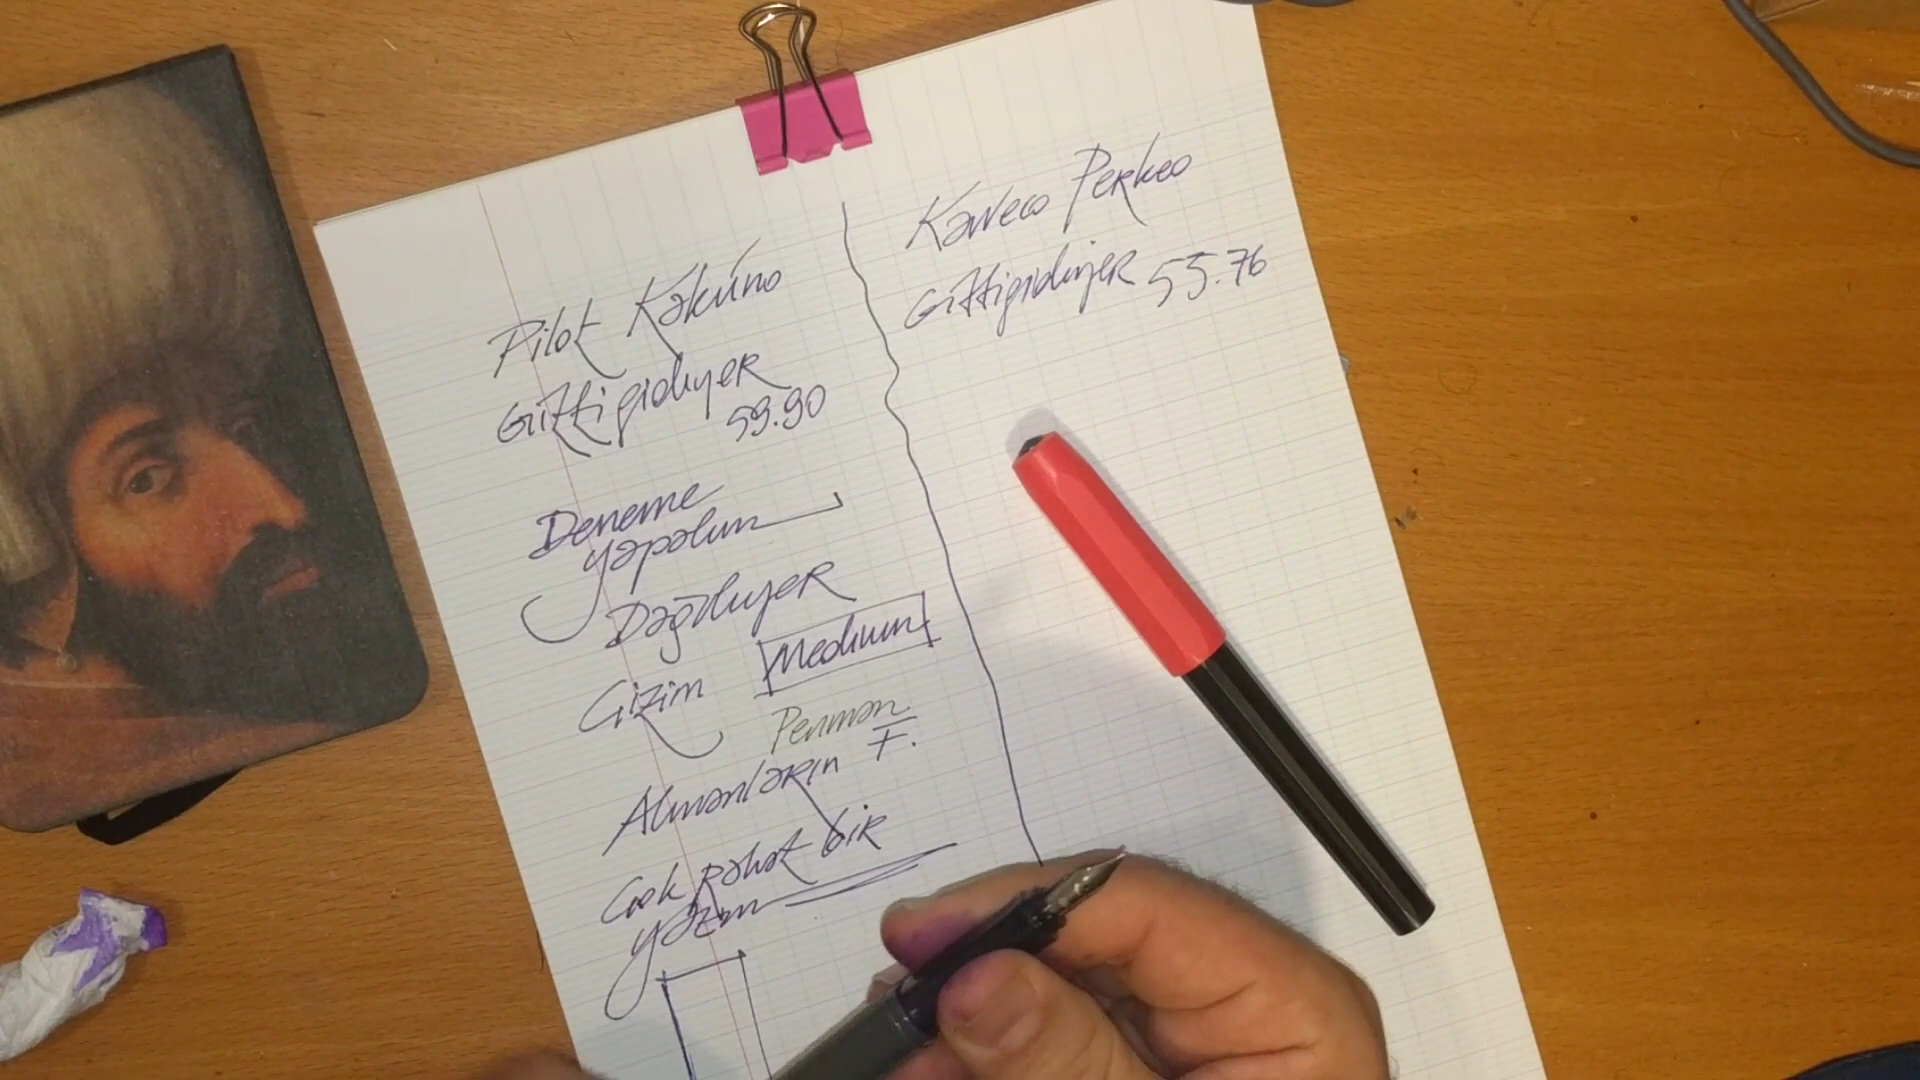 Pilot Kaküno
Gittigidiyor
59.90
Deneme
yapalım
Dağılıyor
Çizim
Medium
Penman
F.
Almanların
Çok rahat bir
yazım
Kaweco Perkeo
Gittigidiyor 55.76